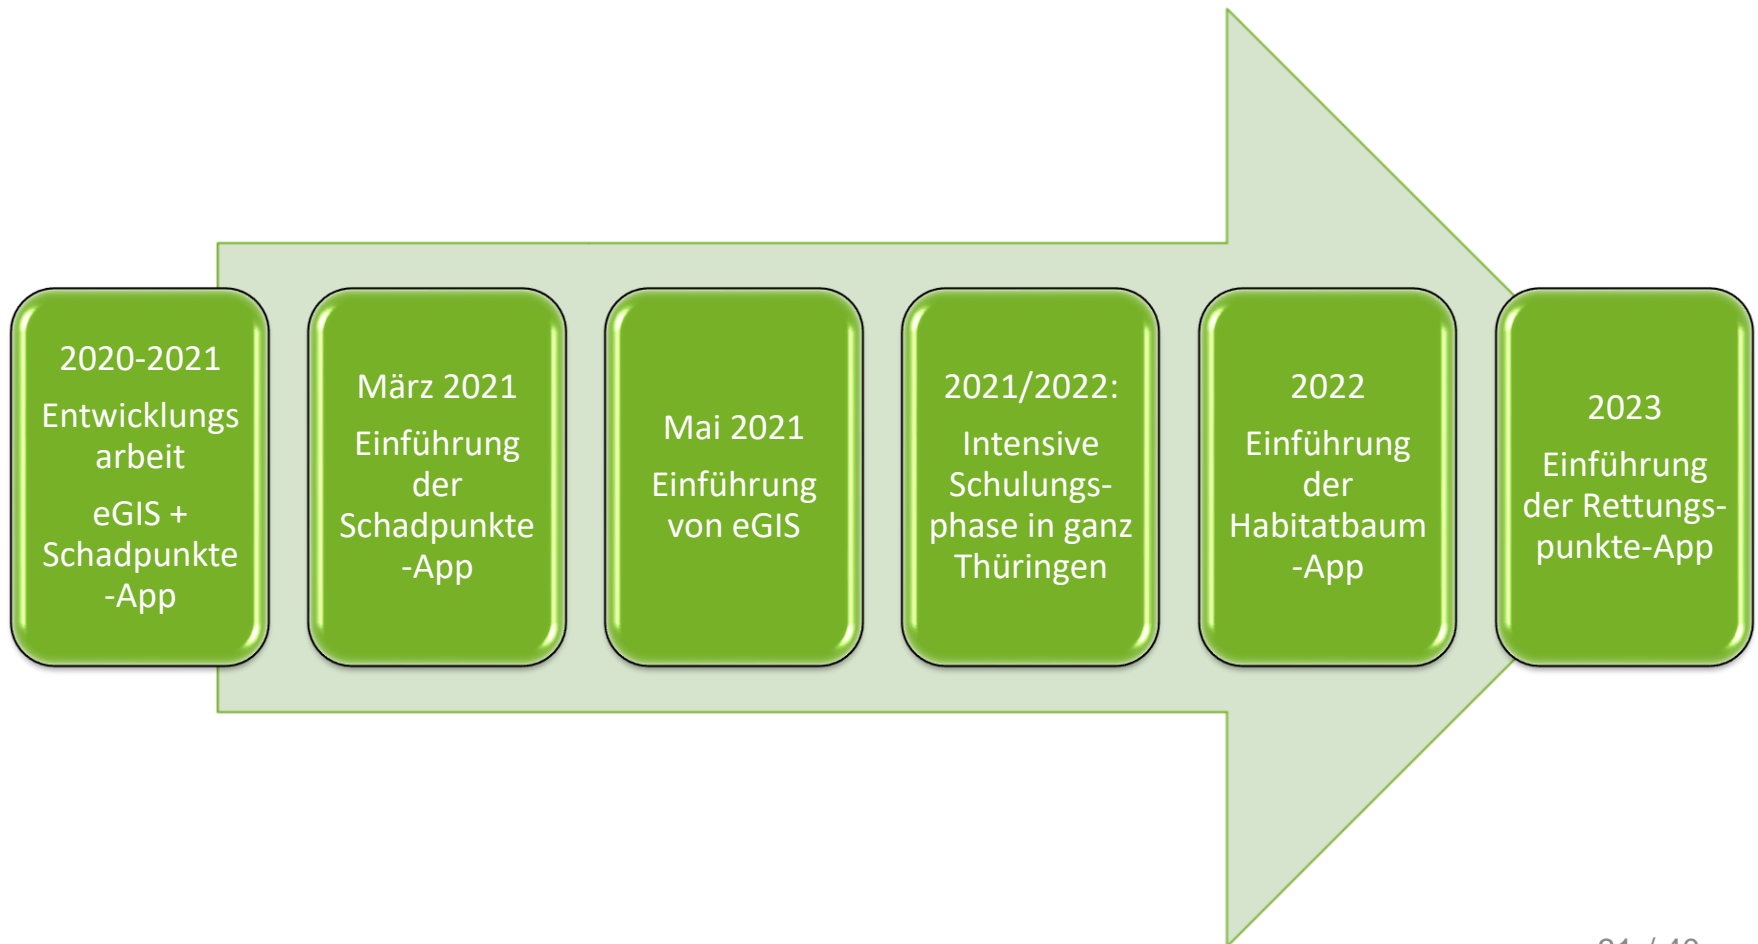 2020-2021
Entwicklungs
arbeit
eGIS +
Schadpunkte
-App
März 2021
Einführung
der
Schadpunkte
-App
Mai 2021
Einführung
von eGIS
2021/2022:
Intensive
Schulungs-
phase in ganz
Thüringen
2022
Einführung
der
Habitatbaum
-App
2023
Einführung
der Rettungs-
punkte-App